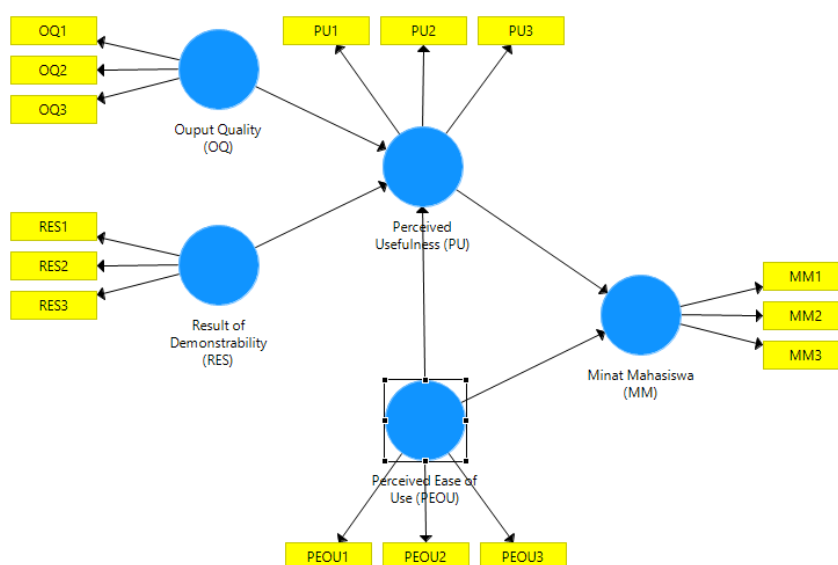 OQ1
OQ2
OQ3
Ouput Quality
(OQ)
PU1
PU2
PU3
Perceived
Usefulness (PU)
RES1
RES2
RES3
Result of
Demonstrability
(RES)
MM1
MM2
MM3
Minat Mahasiswa
(MM)
Perceived Ease of
Use (PEOU)
PEOU1
PEOU2
PEOU3